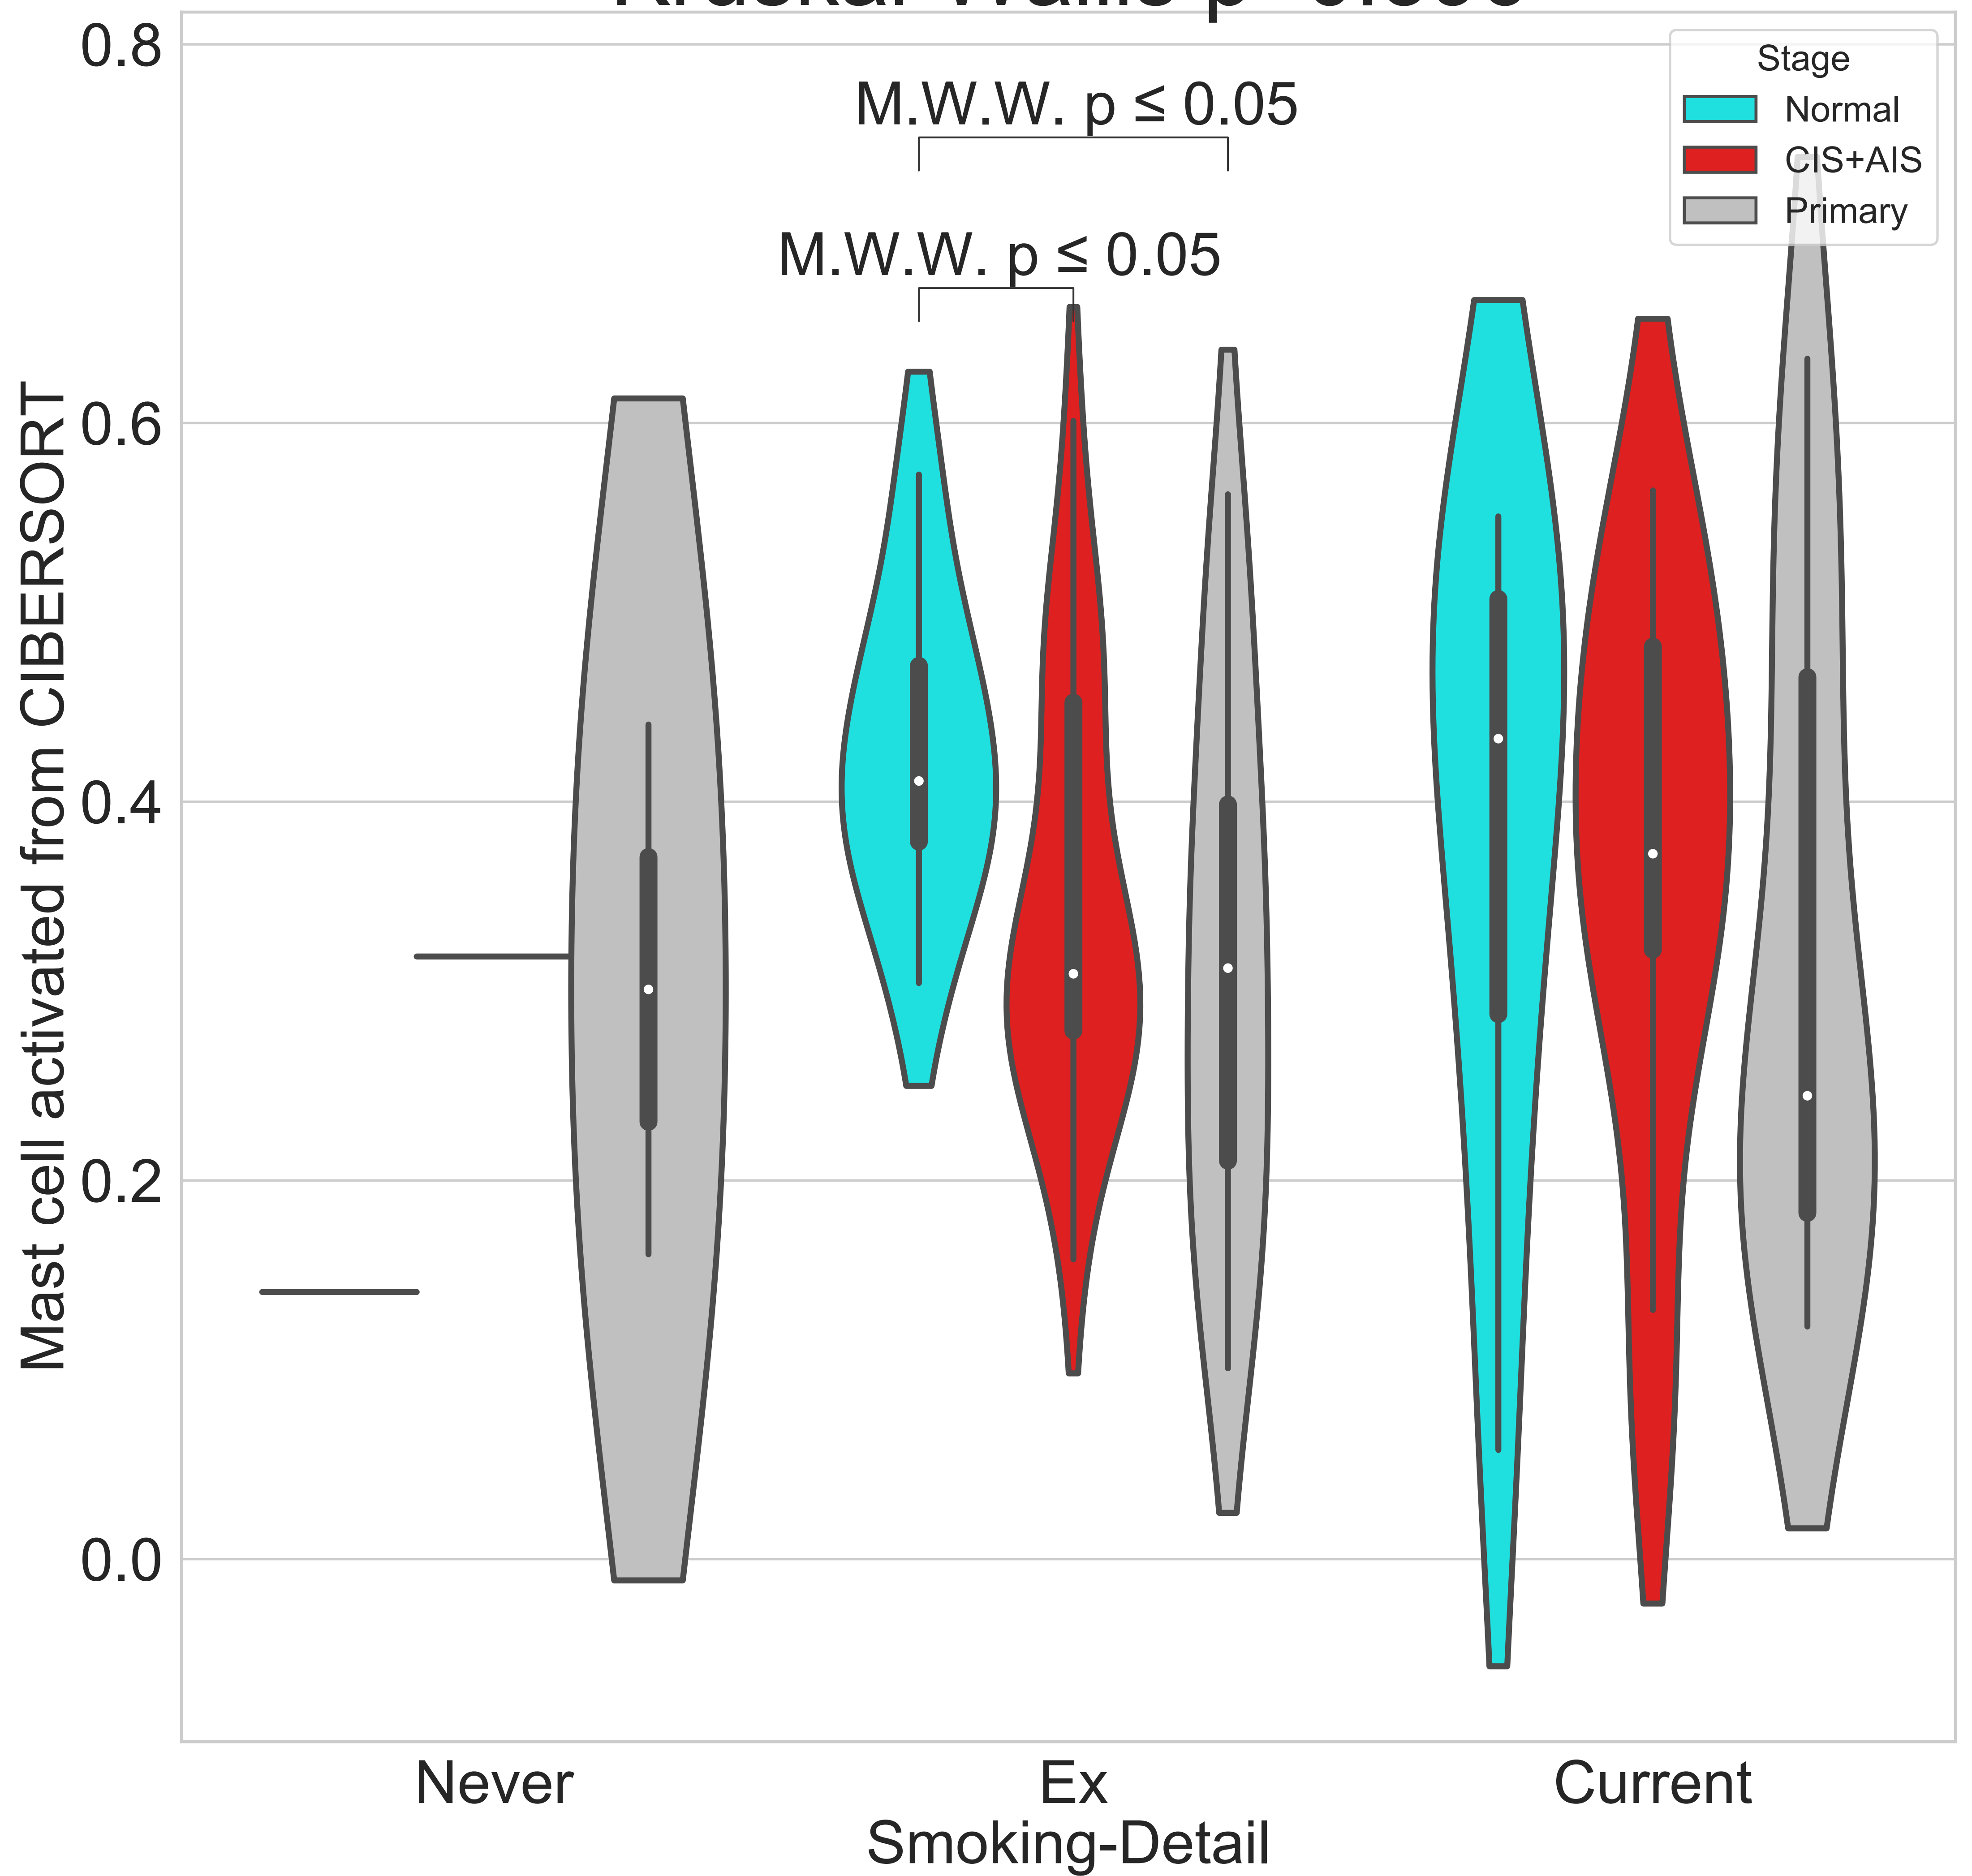 0.8
0.6
0.4
0.2
0.0
Mast cell activated from CIBERSORT
M.W.W. p ≤ 0.05
M.W.W. p ≤ 0.05
Stage
Normal
CIS+AIS
Primary
Never
Ex
Current
Smoking-Detail